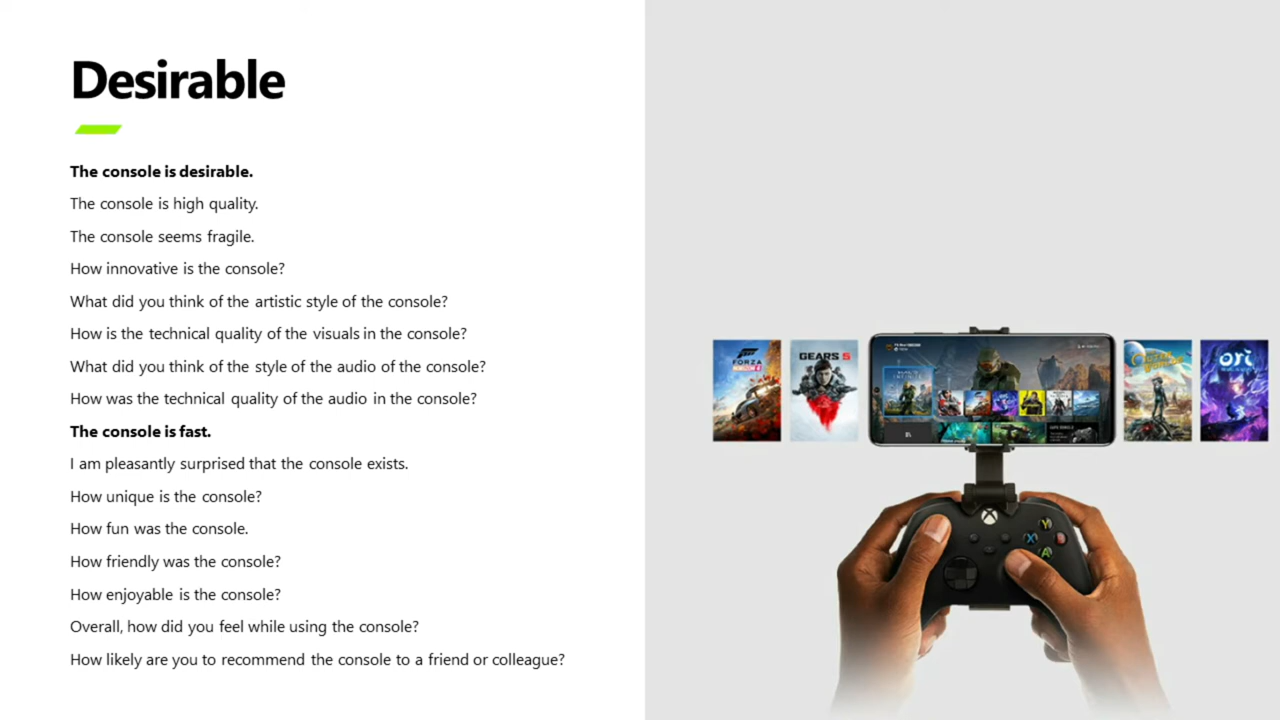 Desirable
The console is desirable.
The console is high quality.
The console seems fragile.
How innovative is the console?
What did you think of the artistic style of the console?
How is the technical quality of the visuals in the console?
What did you think of the style of the audio of the console?
How was the technical quality of the audio in the console?
The console is fast.
I am pleasantly surprised that the console exists.
How unique is the console?
How fun was the console.
How friendly was the console?
How enjoyable is the console?
Overall, how did you feel while using the console?
How likely are you to recommend the console to a friend or colleague?
FORZA
HORIZON 4
GEARS 5
ori
Y
X
A